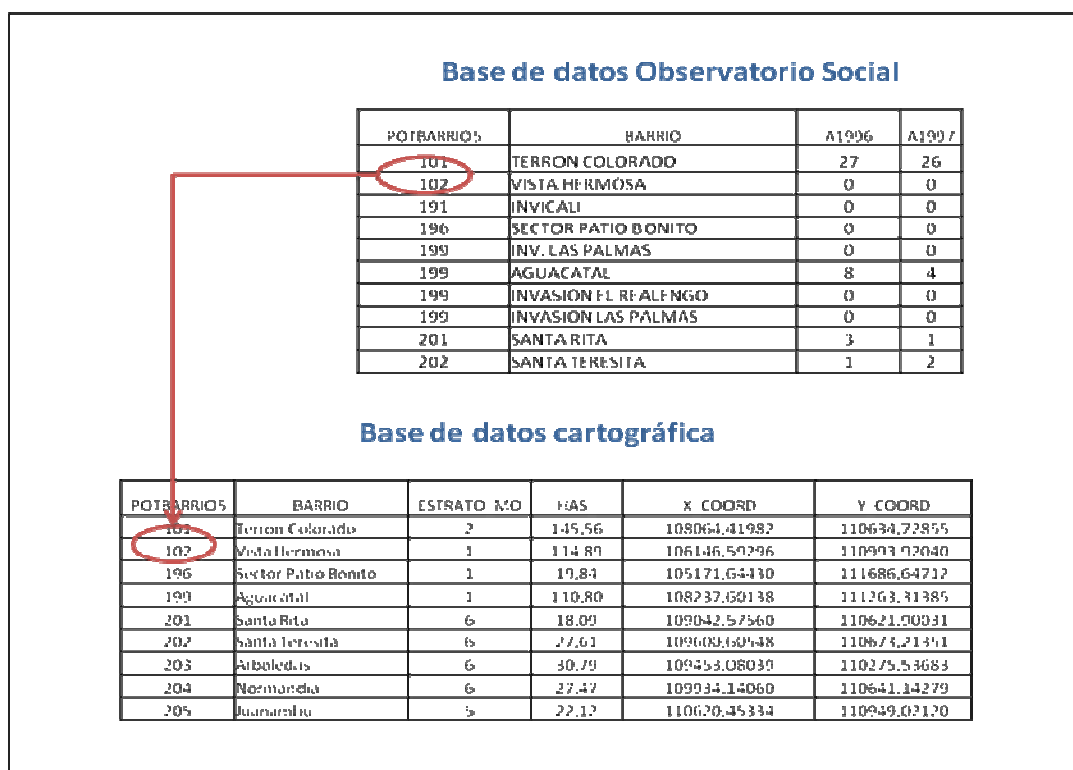 Base de datos Observatorio Social
POTBARRIOS BARRIO A1996 A1997
101 TERRON COLORADO 27 26
102 VISTA HERMOSA 0 0
191 INVICALI 0 0
196 SECTOR PATIO BONITO 0 0
199 INV. LAS PALMAS 0 0
199 AGUACATAL 8 4
199 INVASION EL REALENGO 0 0
199 INVASION LAS PALMAS 0 0
201 SANTA RITA 3 1
202 SANTA TERESITA 1 2
Base de datos cartográfica
POTBARRIOS BARRIO ESTRATO_MO HAS X_COORD Y_COORD
101 Terron Colorado 2 145,56 108064,41982 110634,72855
102 Vista Hermosa 1 114,89 106146,59296 110993,92040
196 Sector Patio Bonito 1 19,84 105171,64430 111686,64712
199 Aguacatal 1 110,80 108237,60138 111263,31385
201 Santa Rita 6 18,09 109042,57560 110621,90031
202 Santa Teresita 6 27,61 109600,60548 110673,21351
203 Arboledas 6 30,79 109453,08039 110275,53683
204 Normandia 6 27,47 109934,14060 110641,14279
205 Juanambu 5 22,12 110620,45334 110949,02120